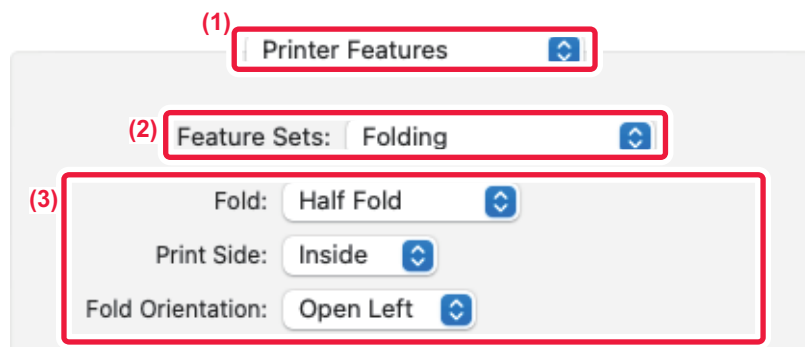 (1)
Printer Features
(2) Feature Sets: Folding
(3) Fold: Half Fold
Print Side: Inside
Fold Orientation: Open Left